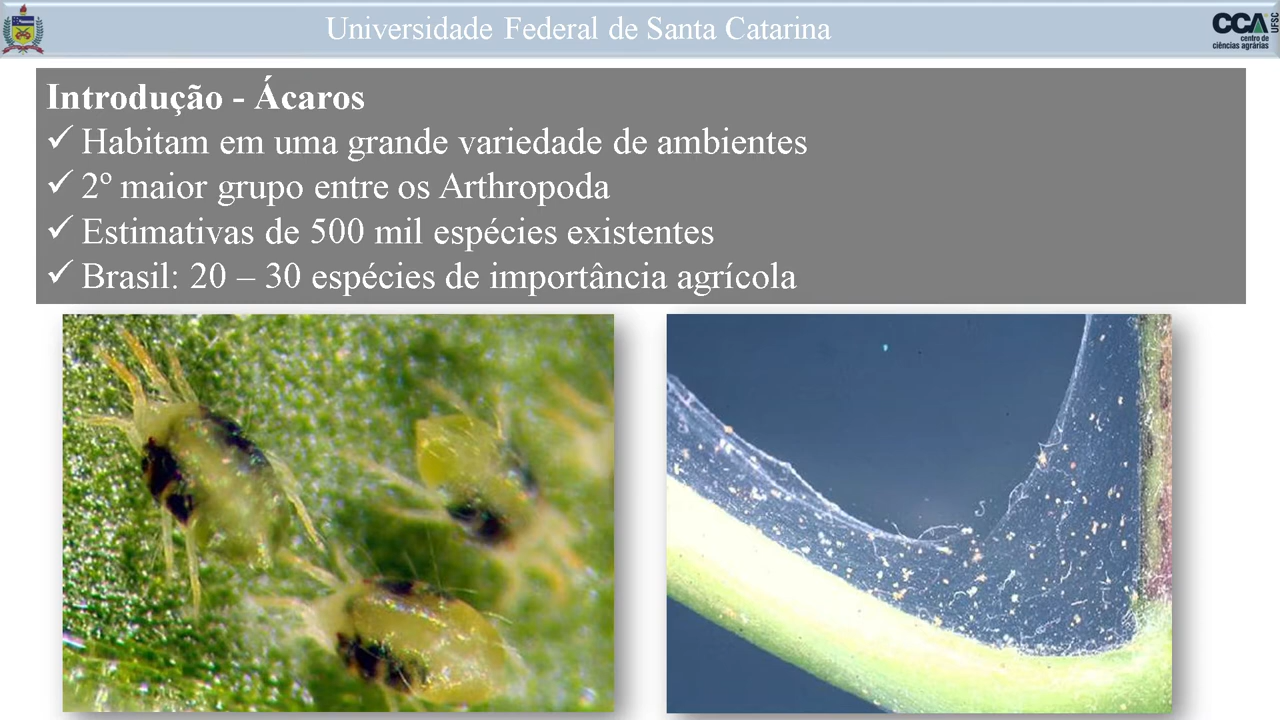 Universidade Federal de Santa Catarina
CCA
UFSC
centro de
ciências agrárias
Introdução - Ácaros
✓ Habitam em uma grande variedade de ambientes
✓ 2º maior grupo entre os Arthropoda
✓ Estimativas de 500 mil espécies existentes
✓ Brasil: 20 – 30 espécies de importância agrícola